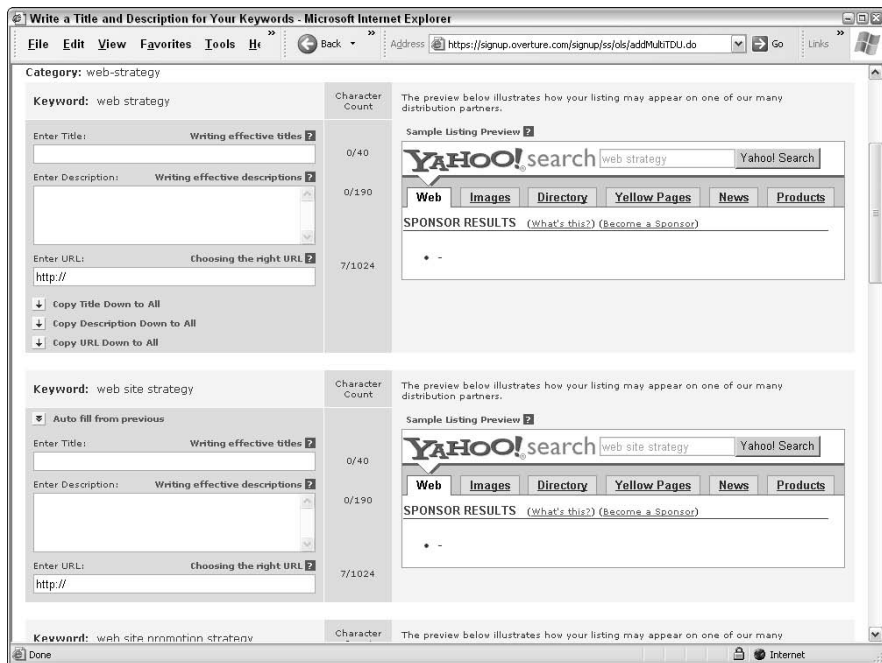 Write a Title and Description for Your Keywords - Microsoft Internet Explorer
File Edit View Favorites Tools He » Back » Address https://signup.overture.com/signup/ss/ols/addMultiTDU.do Go Links »
Category: web-strategy
Keyword: web strategy
Character Count
The preview below illustrates how your listing may appear on one of our many
distribution partners.
Enter Title: Writing effective titles ?
0/40
Sample Listing Preview ?
YAHOO! search web strategy Yahoo! Search
Enter Description: Writing effective descriptions ?
0/190
Web Images Directory Yellow Pages News Products
SPONSOR RESULTS (What's this?) (Become a Sponsor)
• -
Enter URL: Choosing the right URL ?
7/1024
http://
Copy Title Down to All
Copy Description Down to All
Copy URL Down to All
Keyword: web site strategy
Character Count
The preview below illustrates how your listing may appear on one of our many
distribution partners.
Auto fill from previous
Sample Listing Preview ?
Enter Title: Writing effective titles ?
0/40
YAHOO! search web site strategy Yahoo! Search
Enter Description: Writing effective descriptions ?
0/190
Web Images Directory Yellow Pages News Products
SPONSOR RESULTS (What's this?) (Become a Sponsor)
• -
Enter URL: Choosing the right URL ?
7/1024
http://
Keyword: web site promotion strategy
Character
The preview below illustrates how your listing may appear on one of our many
Done Internet